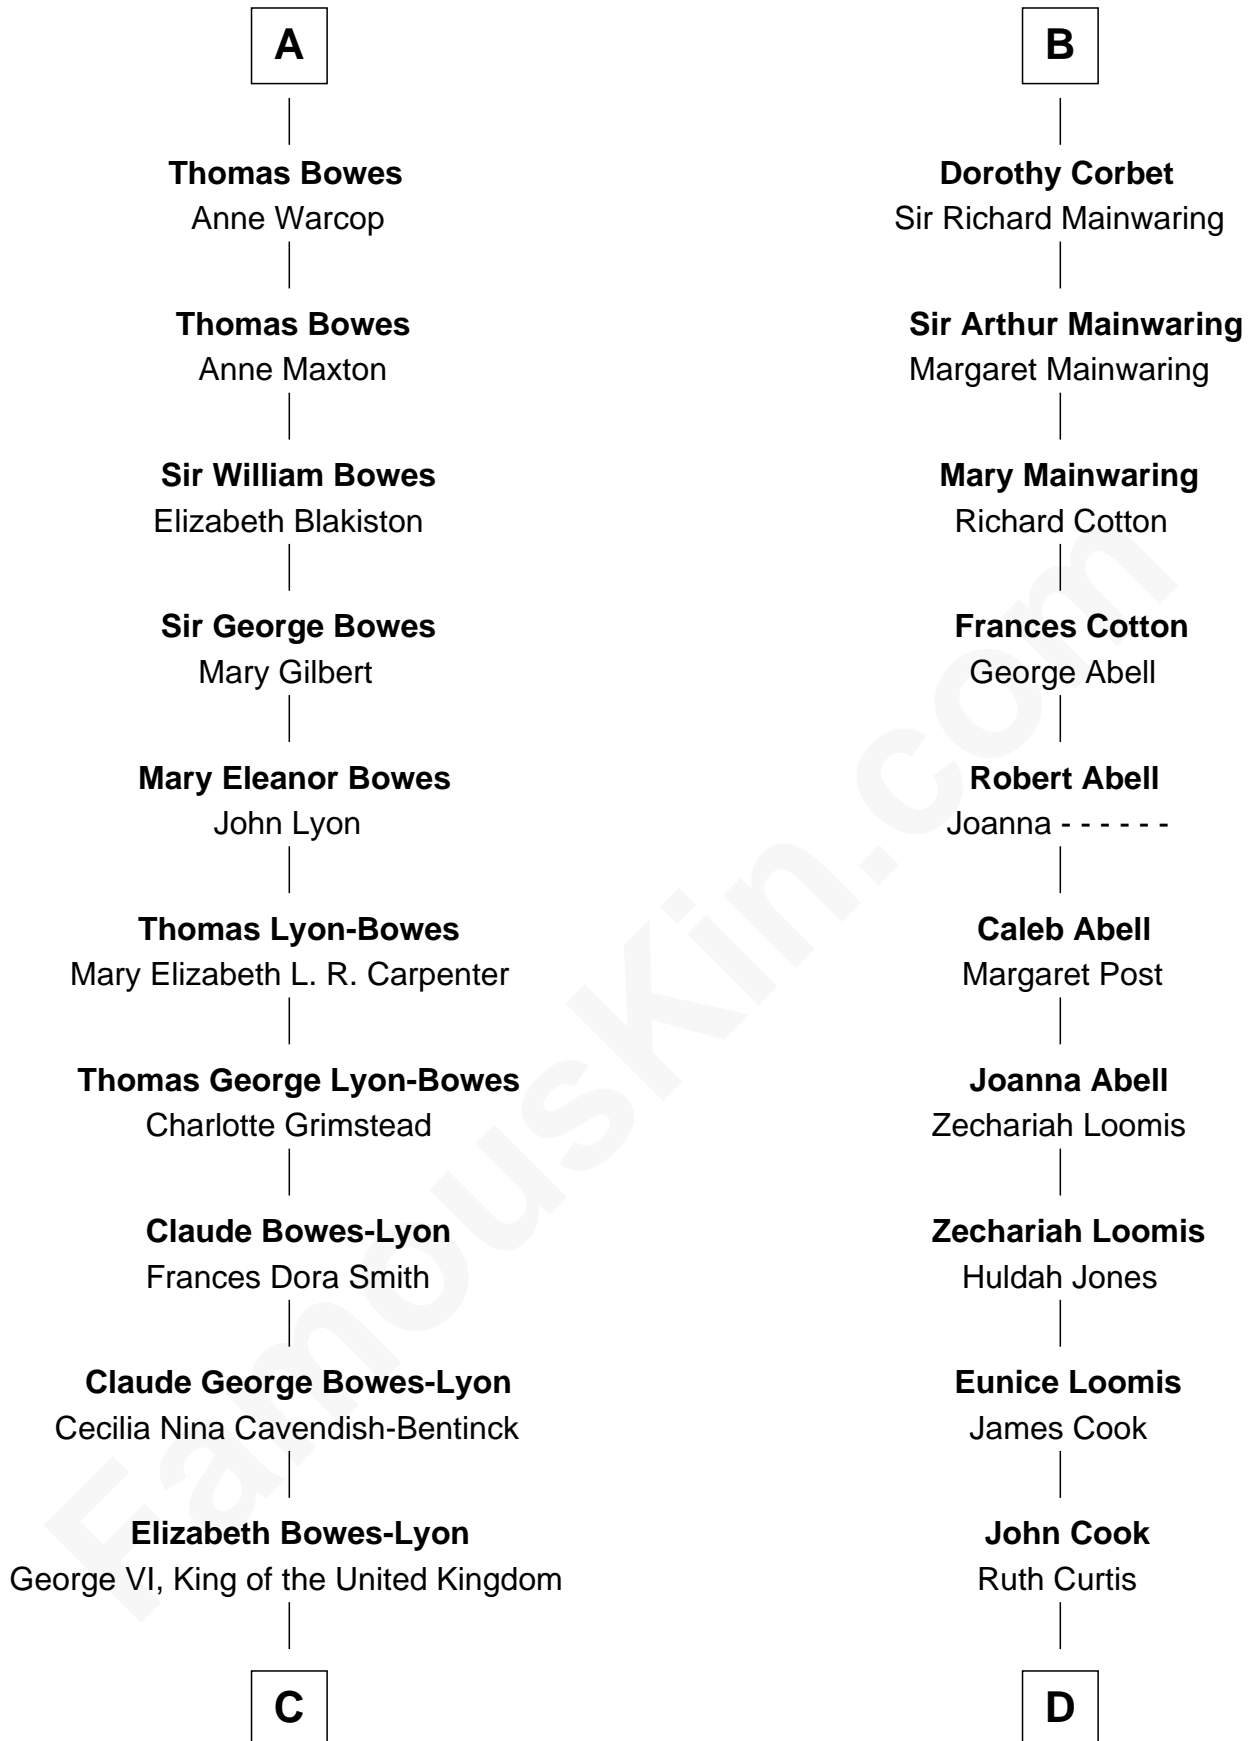 A
Thomas Bowes
Anne Warcop
Thomas Bowes
Anne Maxton
Sir William Bowes
Elizabeth Blakiston
Sir George Bowes
Mary Gilbert
Mary Eleanor Bowes
John Lyon
Thomas Lyon-Bowes
Mary Elizabeth L. R. Carpenter
Thomas George Lyon-Bowes
Charlotte Grimstead
Claude Bowes-Lyon
Frances Dora Smith
Claude George Bowes-Lyon
Cecilia Nina Cavendish-Bentinck
Elizabeth Bowes-Lyon
George VI, King of the United Kingdom
C
B
Dorothy Corbet
Sir Richard Mainwaring
Sir Arthur Mainwaring
Margaret Mainwaring
Mary Mainwaring
Richard Cotton
Frances Cotton
George Abell
Robert Abell
Joanna - - - - - -
Caleb Abell
Margaret Post
Joanna Abell
Zechariah Loomis
Zechariah Loomis
Huldah Jones
Eunice Loomis
James Cook
John Cook
Ruth Curtis
D
FamousKin.com